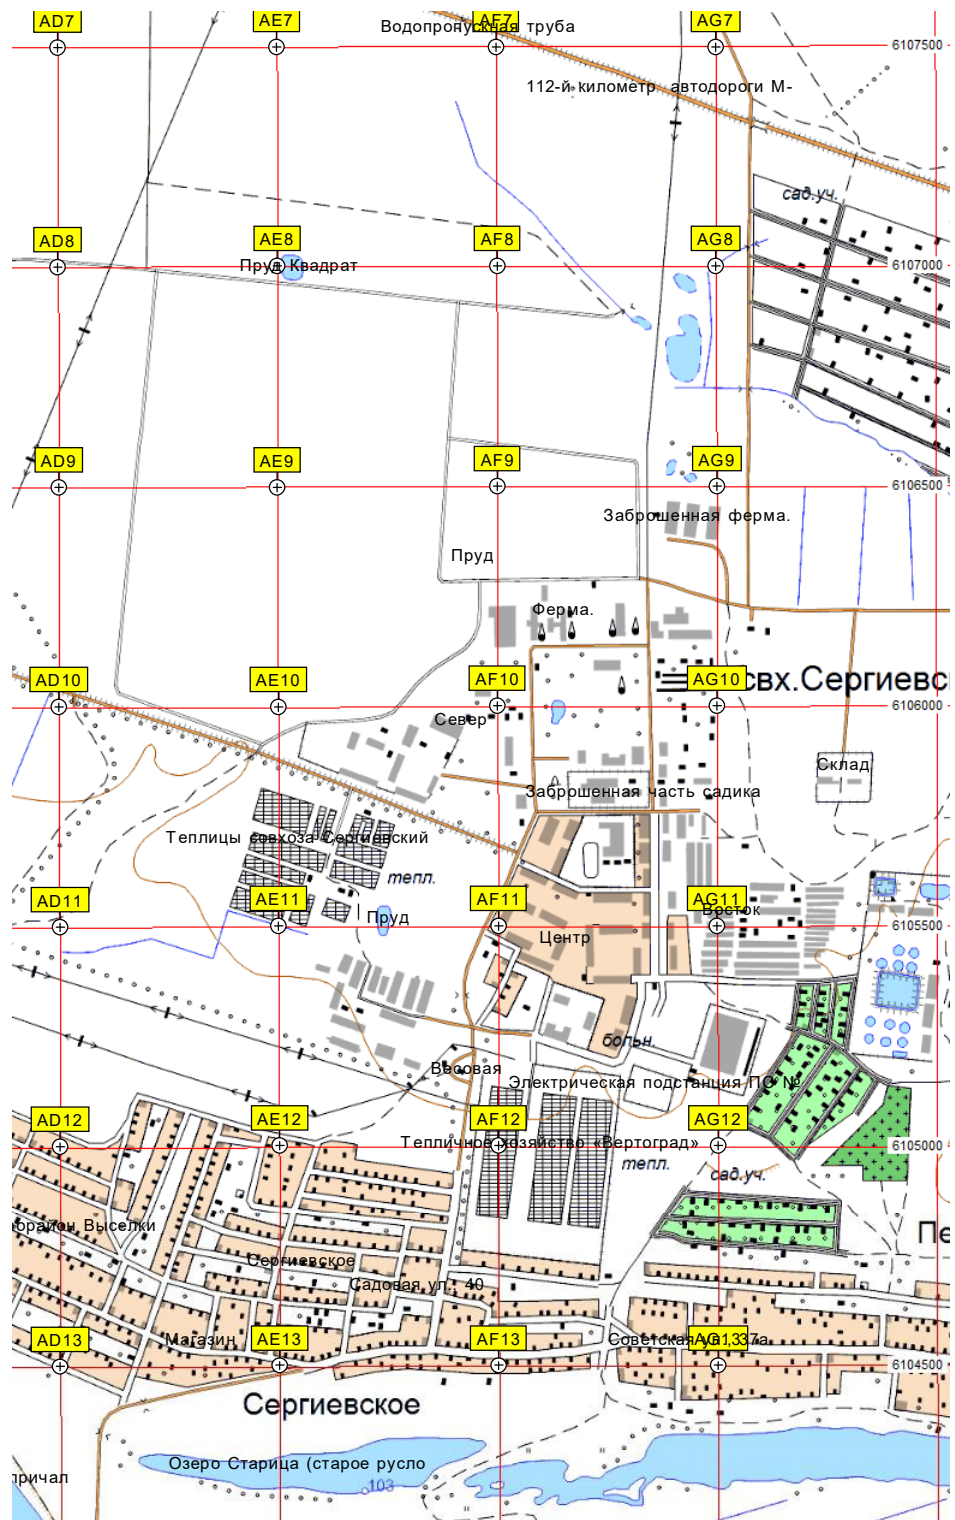 AD7
AE7
AF7
AG7
Водопропускная труба
6107500
112-й километр автодороги М-
сад.уч.
AD8
AE8
AF8
AG8
Пруд Квадрат
6107000
AD9
AE9
AF9
AG9
6106500
Заброшенная ферма.
Пруд
Ферма.
AD10
AE10
AF10
AG10
свх.Сергиевс
6106000
Север
Склад
Заброшенная часть садика
Теплицы совхоза Сергиевский
тепл.
AD11
AE11
AF11
AG11
Восток
Пруд
6105500
Центр
больн.
Весовая
Электрическая подстанция ПС №
AD12
AE12
AF12
AG12
Тепличное хозяйство «Вертоград»
6105000
тепл.
сад.уч.
орайон Выселки
Пе
Сергиевское
Садовая ул., 40
AD13
Магазин
AE13
AF13
Советская ул., 37а
AG13
6104500
Сергиевское
Озеро Старица (старое русло
причал
103